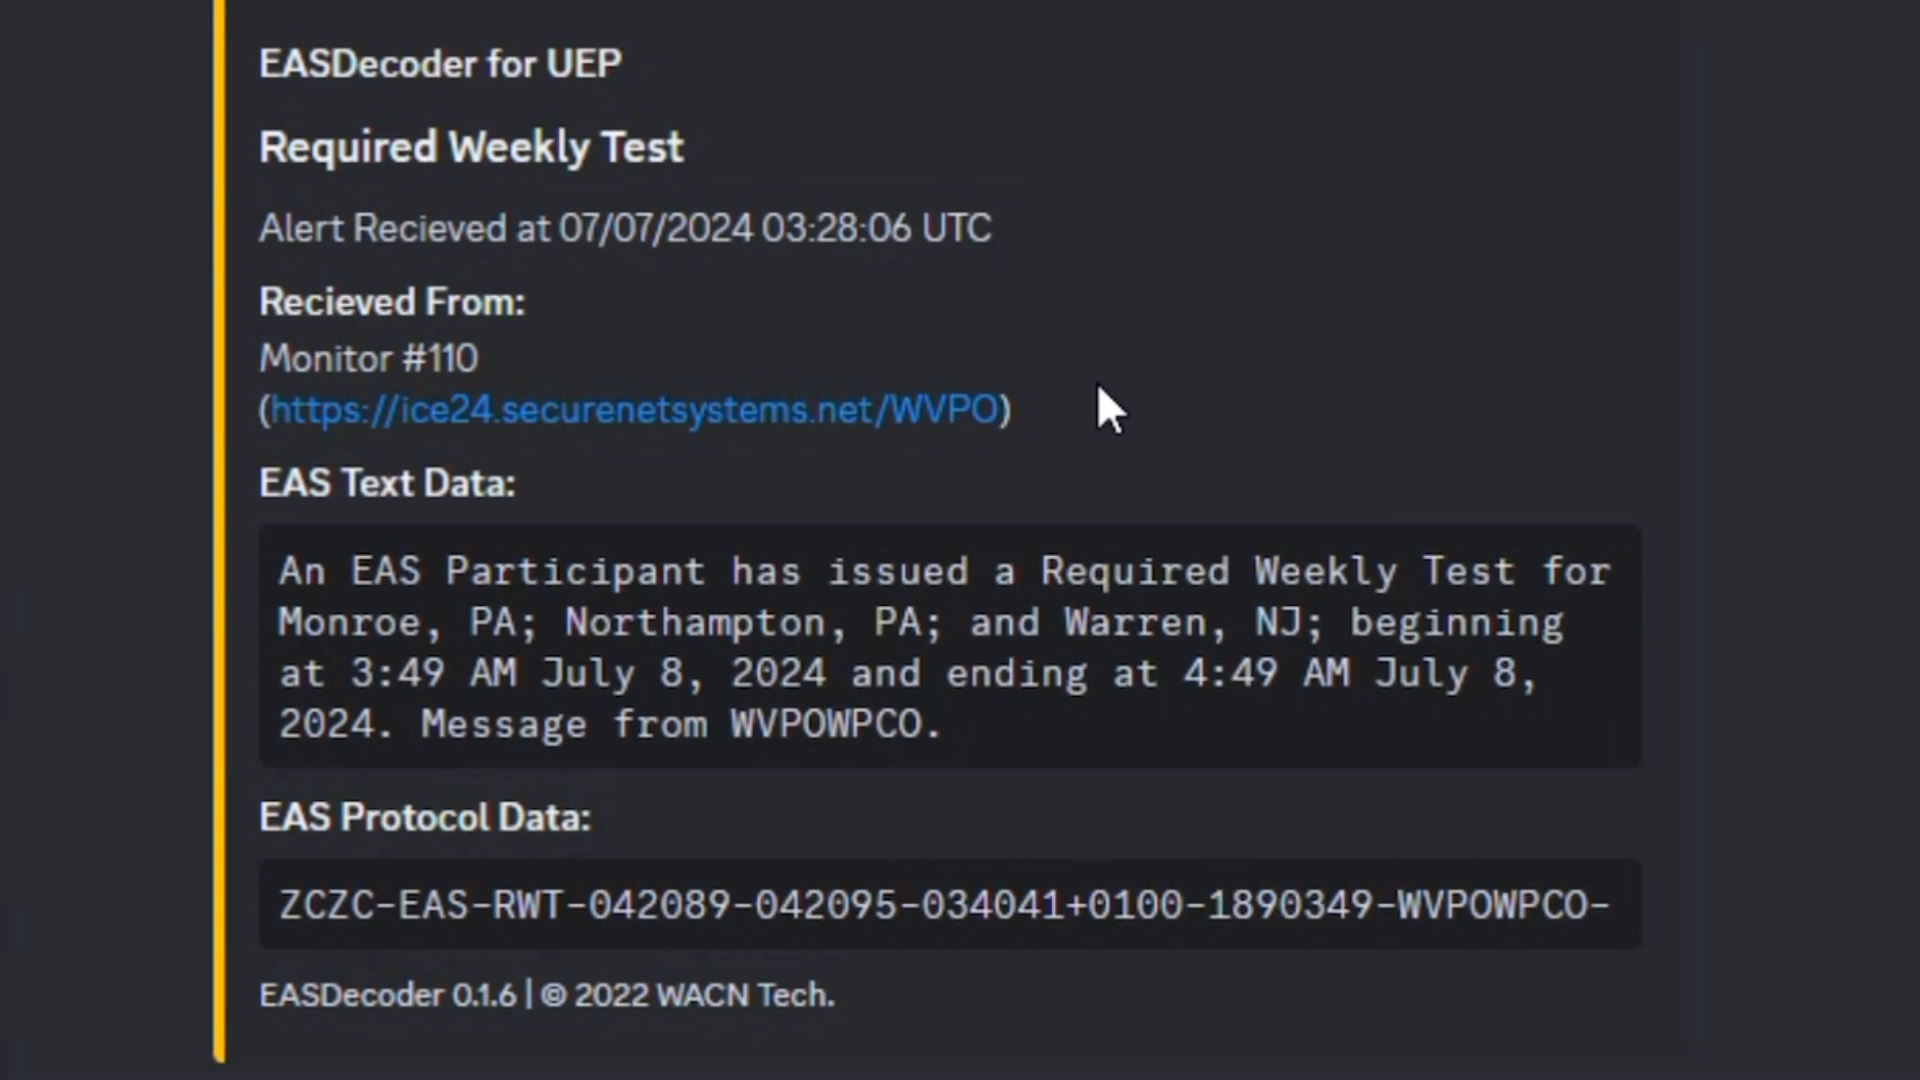 EASDecoder for UEP
Required Weekly Test
Alert Recieved at 07/07/2024 03:28:06 UTC
Recieved From:
Monitor #110
(https://ice24.securenetsystems.net/WVPO)
EAS Text Data:
An EAS Participant has issued a Required Weekly Test for
Monroe, PA; Northampton, PA; and Warren, NJ; beginning
at 3:49 AM July 8, 2024 and ending at 4:49 AM July 8,
2024. Message from WVPOWPCO.
EAS Protocol Data:
ZCZC-EAS-RWT-042089-042095-034041+0100-1890349-WVPOWPCO-
EASDecoder 0.1.6 | © 2022 WACN Tech.